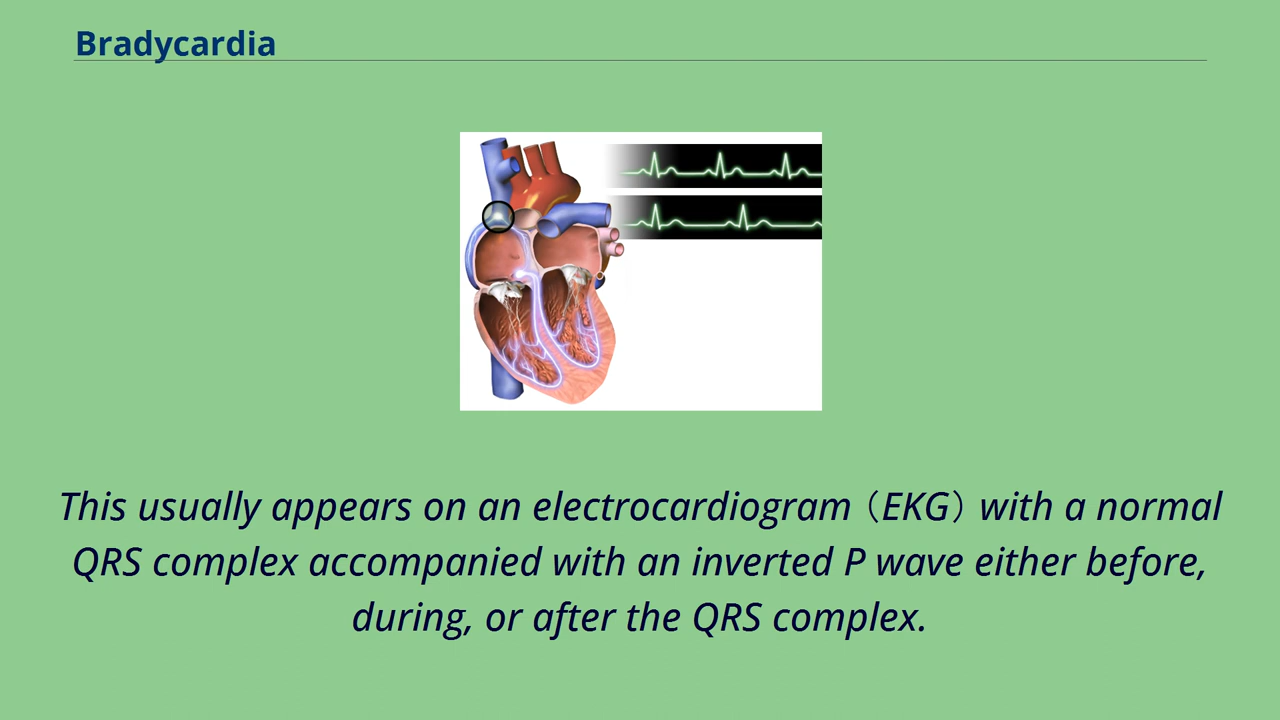 Bradycardia
This usually appears on an electrocardiogram（EKG）with a normal
QRS complex accompanied with an inverted P wave either before,
during, or after the QRS complex.